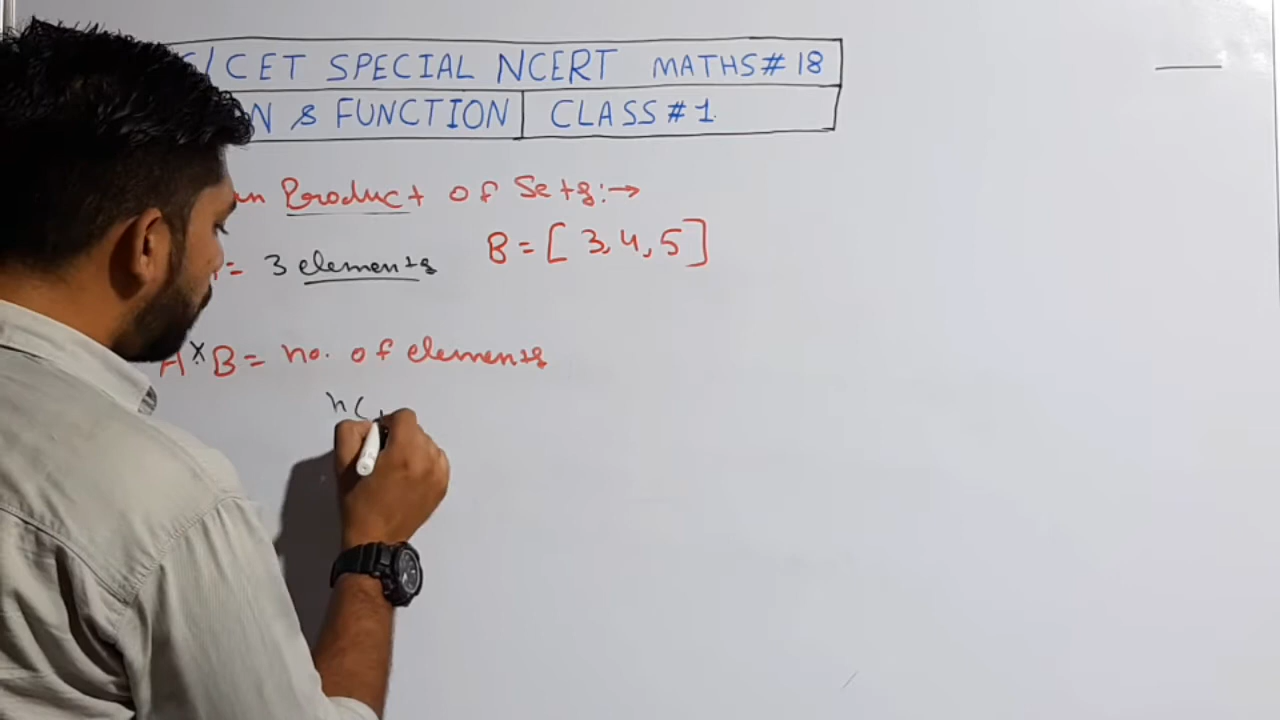 /CET SPECIAL NCERT MATHS # 18
N & FUNCTION CLASS # 1.
an Product of Sets:→
= 3 elements B = [ 3, 4, 5 ]
A × B = no. of elements
n(